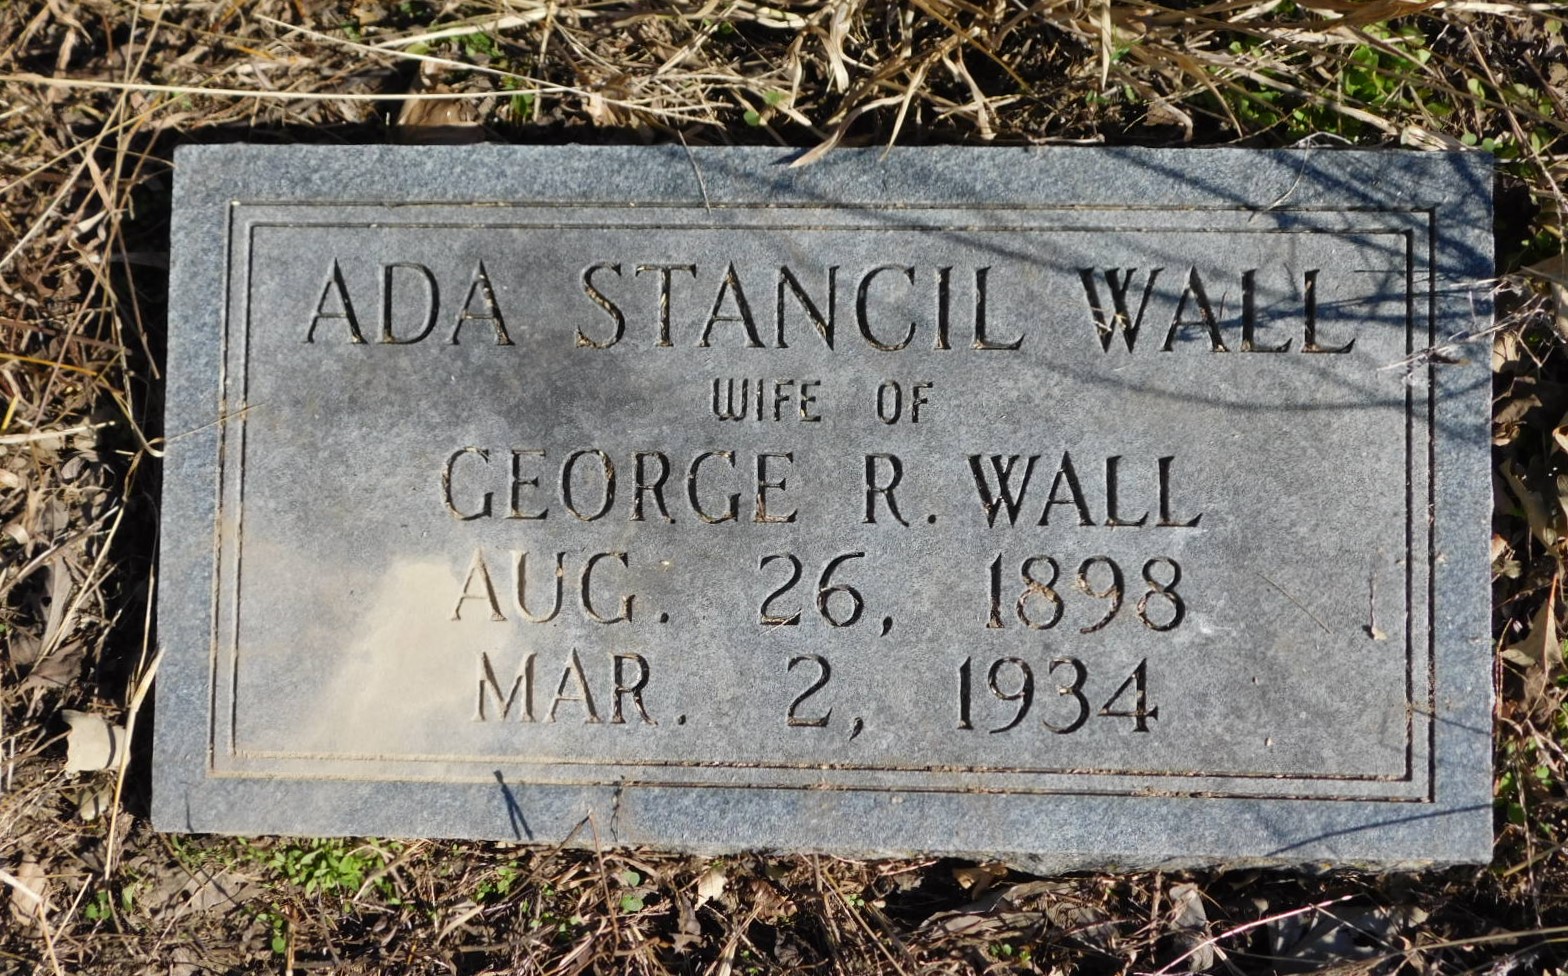 ADA STANCIL WALL
WIFE OF
GEORGE R. WALL
AUG. 26, 1898
MAR. 2, 1934